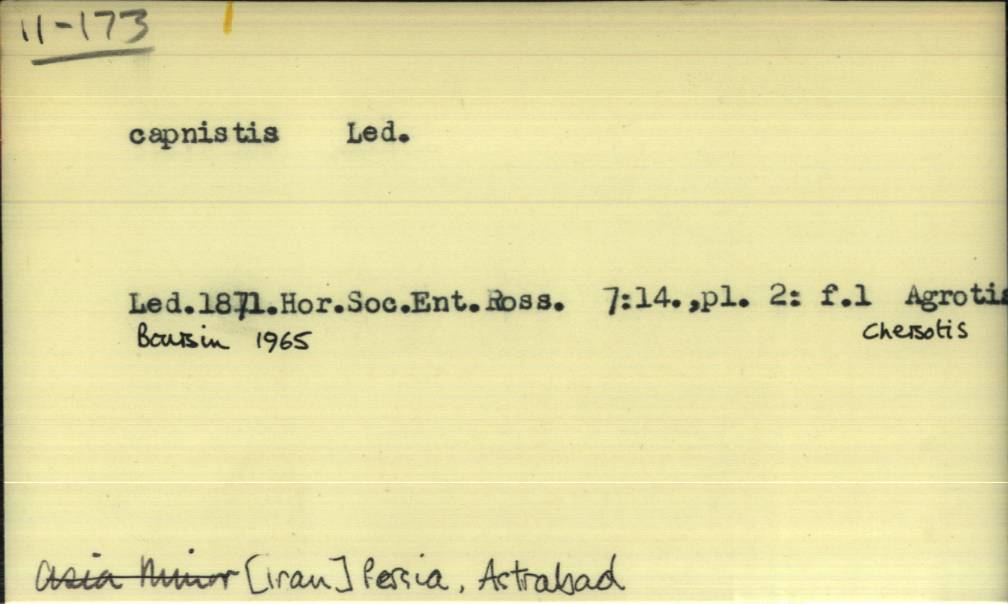 11-173
capnistis Led.
Led.1871.Hor.Soc.Ent.Ross. 7:14.,pl. 2: f.1 Agrotis
Boursin 1965 Chersotis
Asia Minor [Iran] Persia, Astrabad